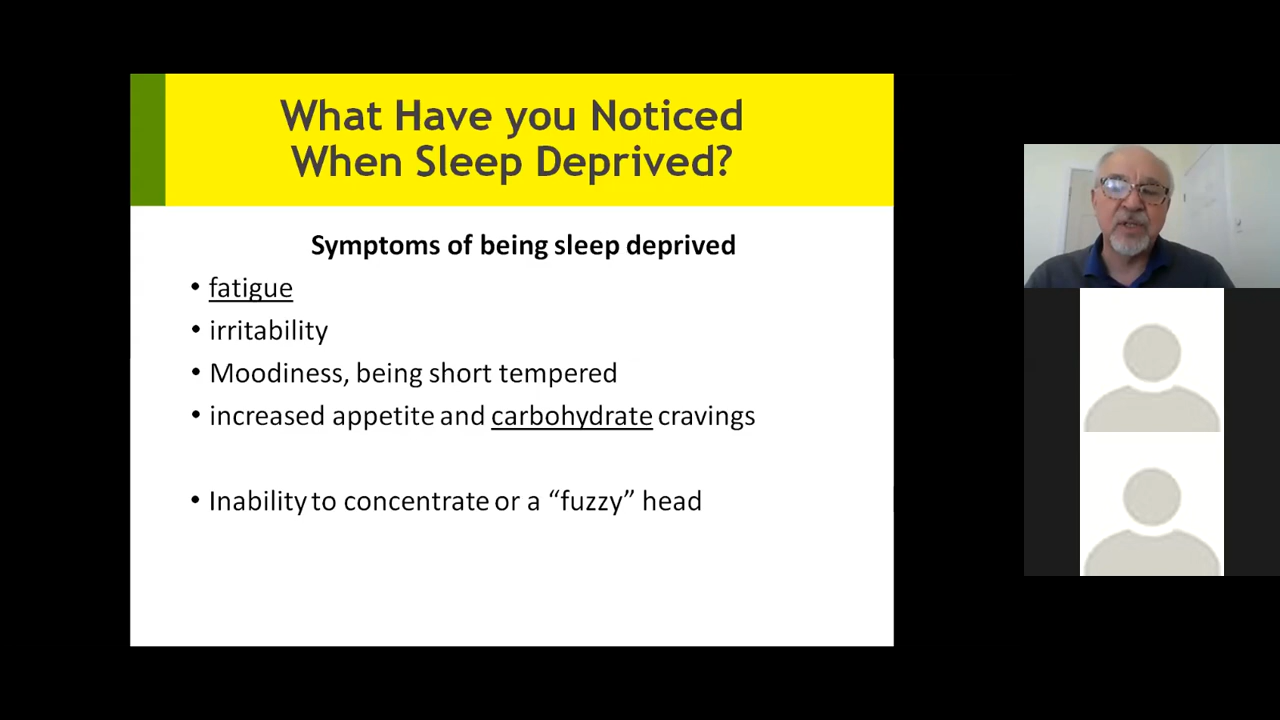 What Have you Noticed
When Sleep Deprived?
Symptoms of being sleep deprived
• fatigue
• irritability
• Moodiness, being short tempered
• increased appetite and carbohydrate cravings
• Inability to concentrate or a “fuzzy” head